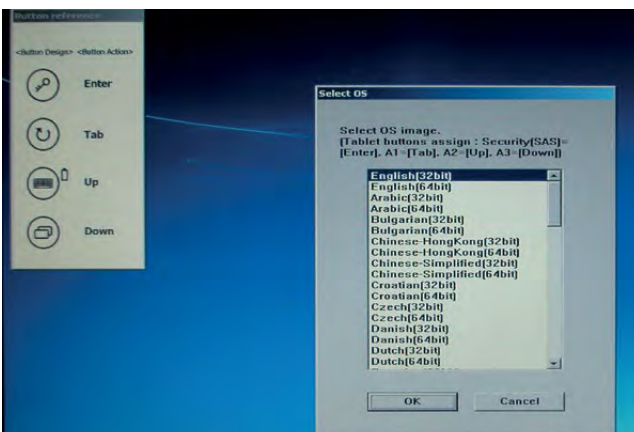 Button reference
<Button Design> <Button Action>
Enter
Tab
Up
Down
Select OS
Select OS image.
[Tablet buttons assign : Security(SAS)=
[Enter], A1=[Tab], A2=[Up], A3=[Down]]
English[32bit]
English[64bit]
Arabic[32bit]
Arabic[64bit]
Bulgarian[32bit]
Bulgarian[64bit]
Chinese-HongKong[32bit]
Chinese-HongKong[64bit]
Chinese-Simplified[32bit]
Chinese-Simplified[64bit]
Croatian[32bit]
Croatian[64bit]
Czech[32bit]
Czech[64bit]
Danish[32bit]
Danish[64bit]
Dutch[32bit]
Dutch[64bit]
OK Cancel